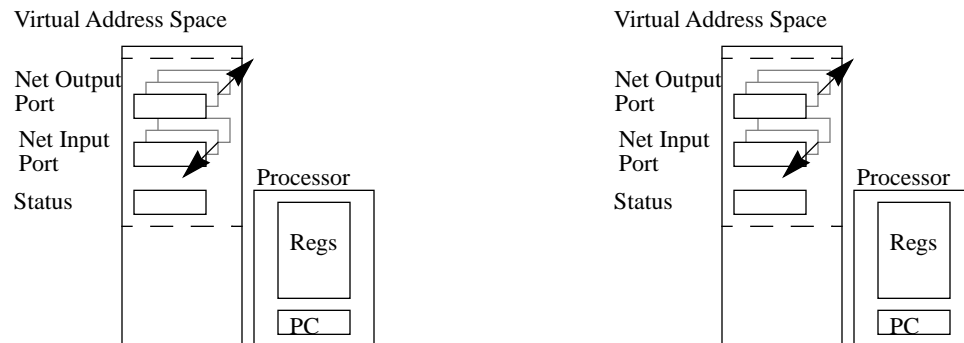 Virtual Address Space
Net Output
Port
Net Input
Port
Status
Processor
Regs
PC
Virtual Address Space
Net Output
Port
Net Input
Port
Status
Processor
Regs
PC